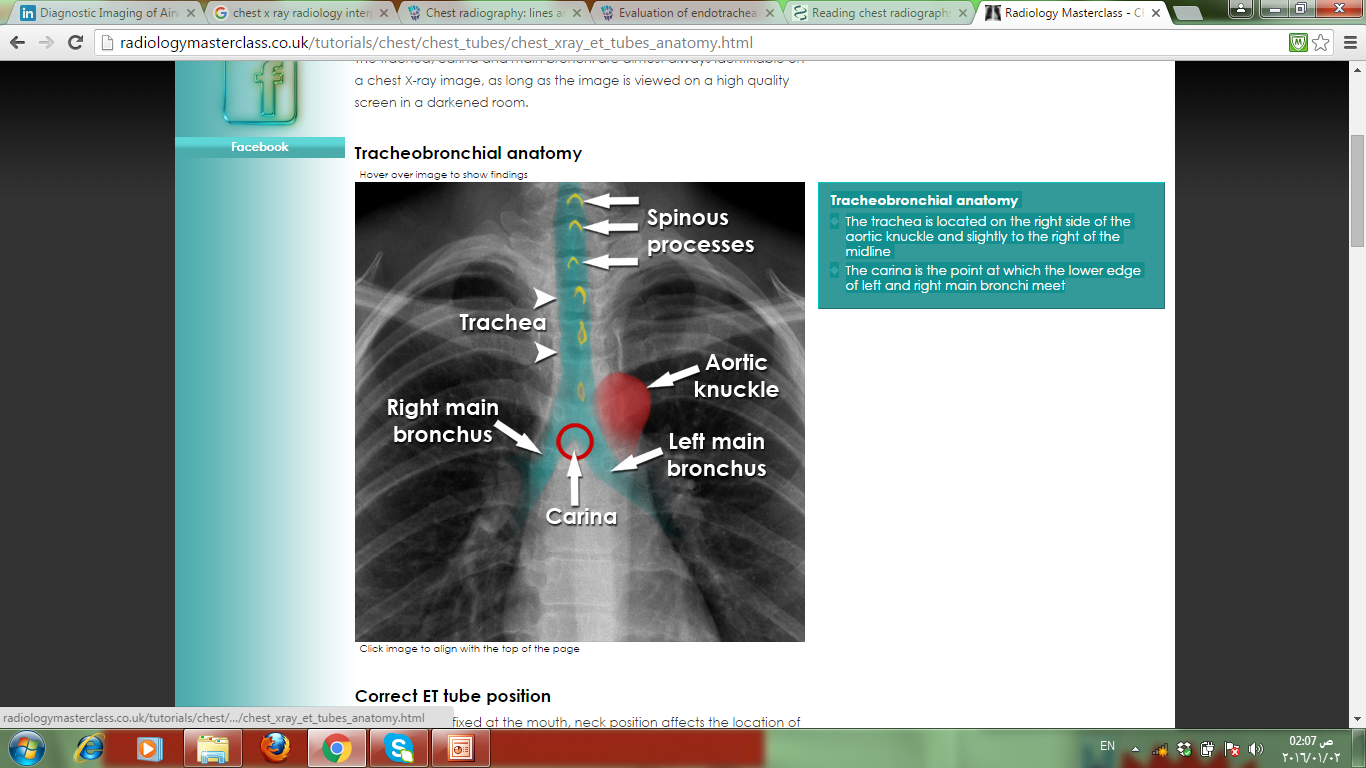 Diagnostic Imaging of Air
chest x ray radiology inter
Chest radiography: lines a
Evaluation of endotrachea
Reading chest radiograph
Radiology Masterclass - C
radiologymasterclass.co.uk/tutorials/chest/chest_tubes/chest_xray_et_tubes_anatomy.html
a chest X-ray image, as long as the image is viewed on a high quality
screen in a darkened room.
Facebook
Tracheobronchial anatomy
Hover over image to show findings
Spinous
processes
Trachea
Aortic
knuckle
Right main
bronchus
Left main
bronchus
Carina
Click image to align with the top of the page
Tracheobronchial anatomy
The trachea is located on the right side of the
aortic knuckle and slightly to the right of the
midline
The carina is the point at which the lower edge
of left and right main bronchi meet
Correct ET tube position
fixed at the mouth, neck position affects the location of
radiologymasterclass.co.uk/tutorials/chest/.../chest_xray_et_tubes_anatomy.html
EN
02:07 ص
٢٠١٦/٠١/٠٢